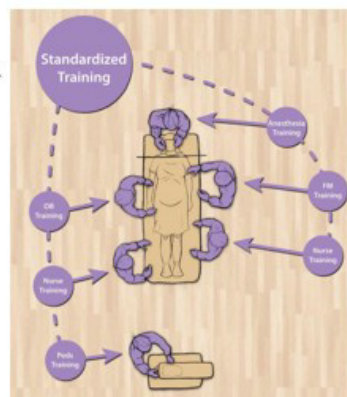 Standardized
Training
Anesthesia
Training
FM
Training
OB
Training
Nurse
Training
Nurse
Training
Peds
Training